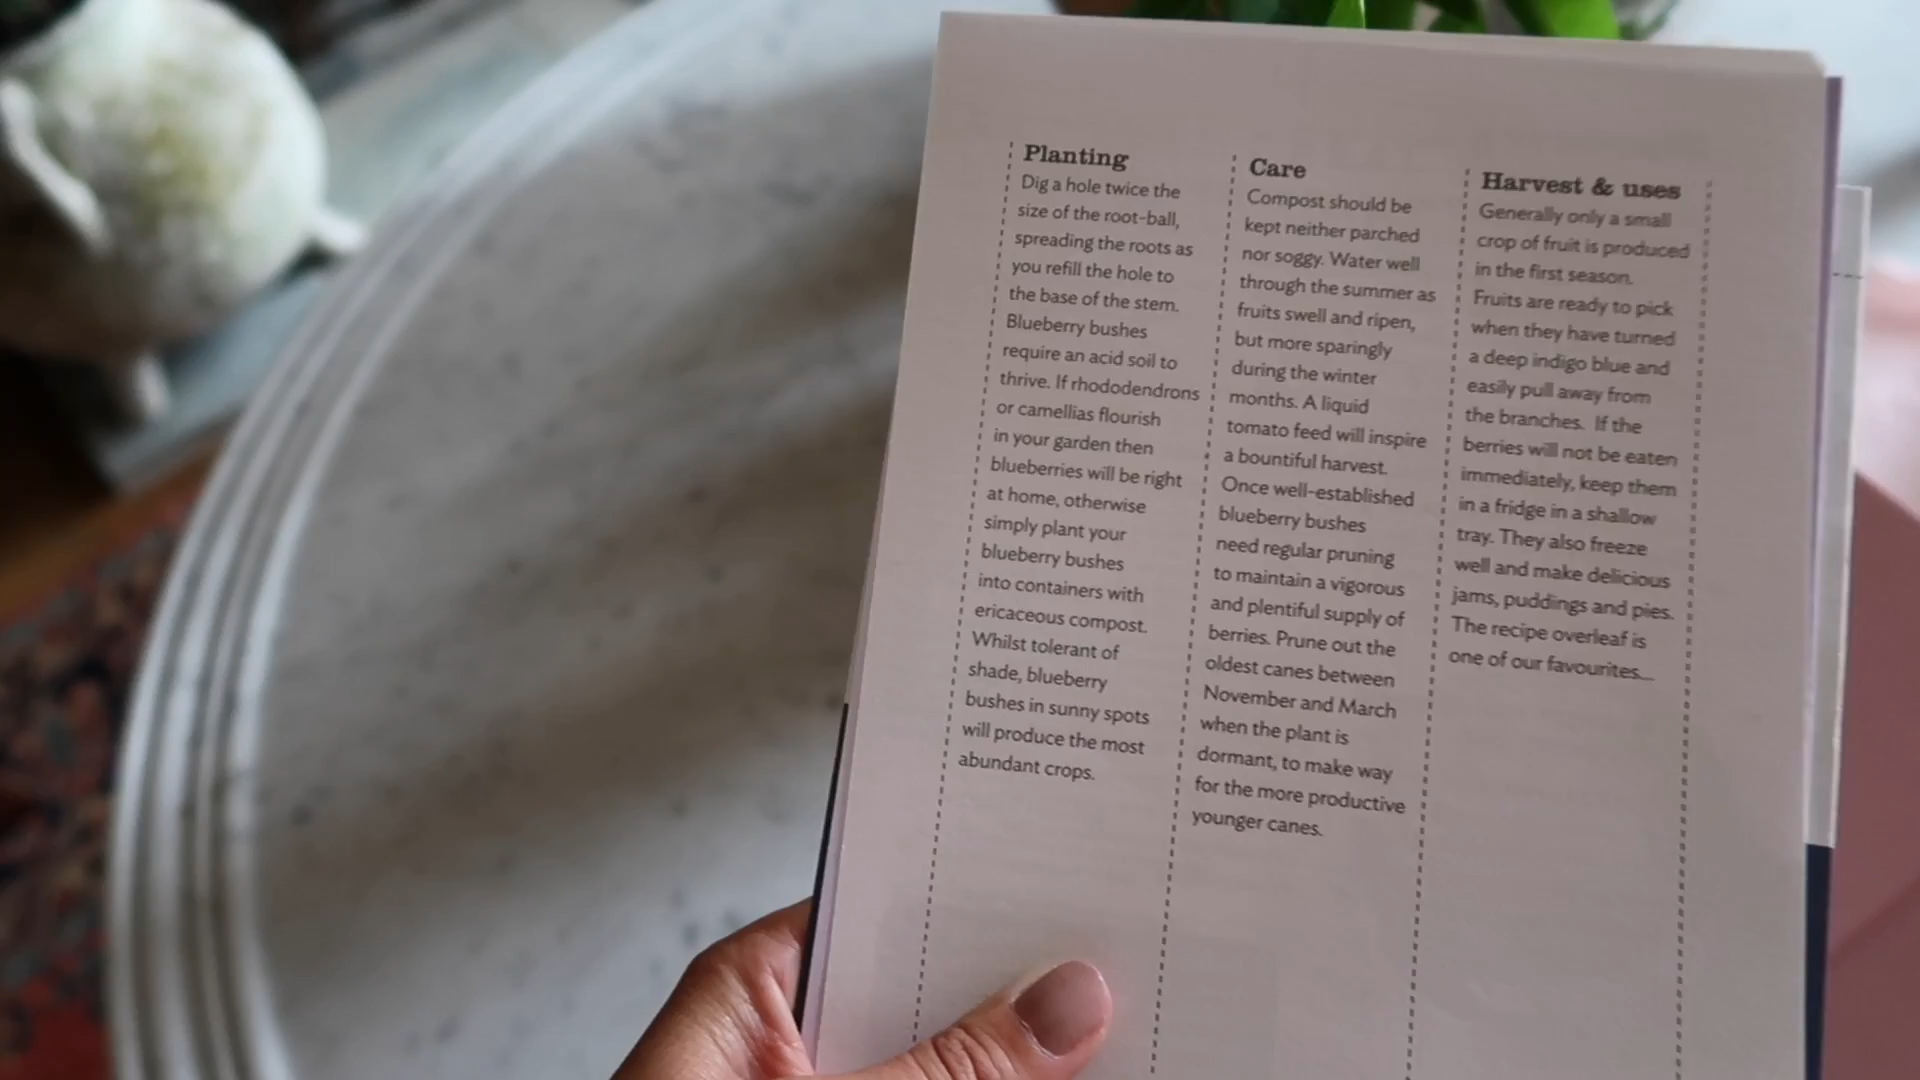 Planting
Dig a hole twice the
size of the root-ball,
spreading the roots as
you refill the hole to
the base of the stem.
Blueberry bushes
require an acid soil to
thrive. If rhododendrons
or camellias flourish
in your garden then
blueberries will be right
at home, otherwise
simply plant your
blueberry bushes
into containers with
ericaceous compost.
Whilst tolerant of
shade, blueberry
bushes in sunny spots
will produce the most
abundant crops.
Care
Compost should be
kept neither parched
nor soggy. Water well
through the summer as
fruits swell and ripen,
but more sparingly
during the winter
months. A liquid
tomato feed will inspire
a bountiful harvest.
Once well-established
blueberry bushes
need regular pruning
to maintain a vigorous
and plentiful supply of
berries. Prune out the
oldest canes between
November and March
when the plant is
dormant, to make way
for the more productive
younger canes.
Harvest & uses
Generally only a small
crop of fruit is produced
in the first season.
Fruits are ready to pick
when they have turned
a deep indigo blue and
easily pull away from
the branches. If the
berries will not be eaten
immediately, keep them
in a fridge in a shallow
tray. They also freeze
well and make delicious
jams, puddings and pies.
The recipe overleaf is
one of our favourites...